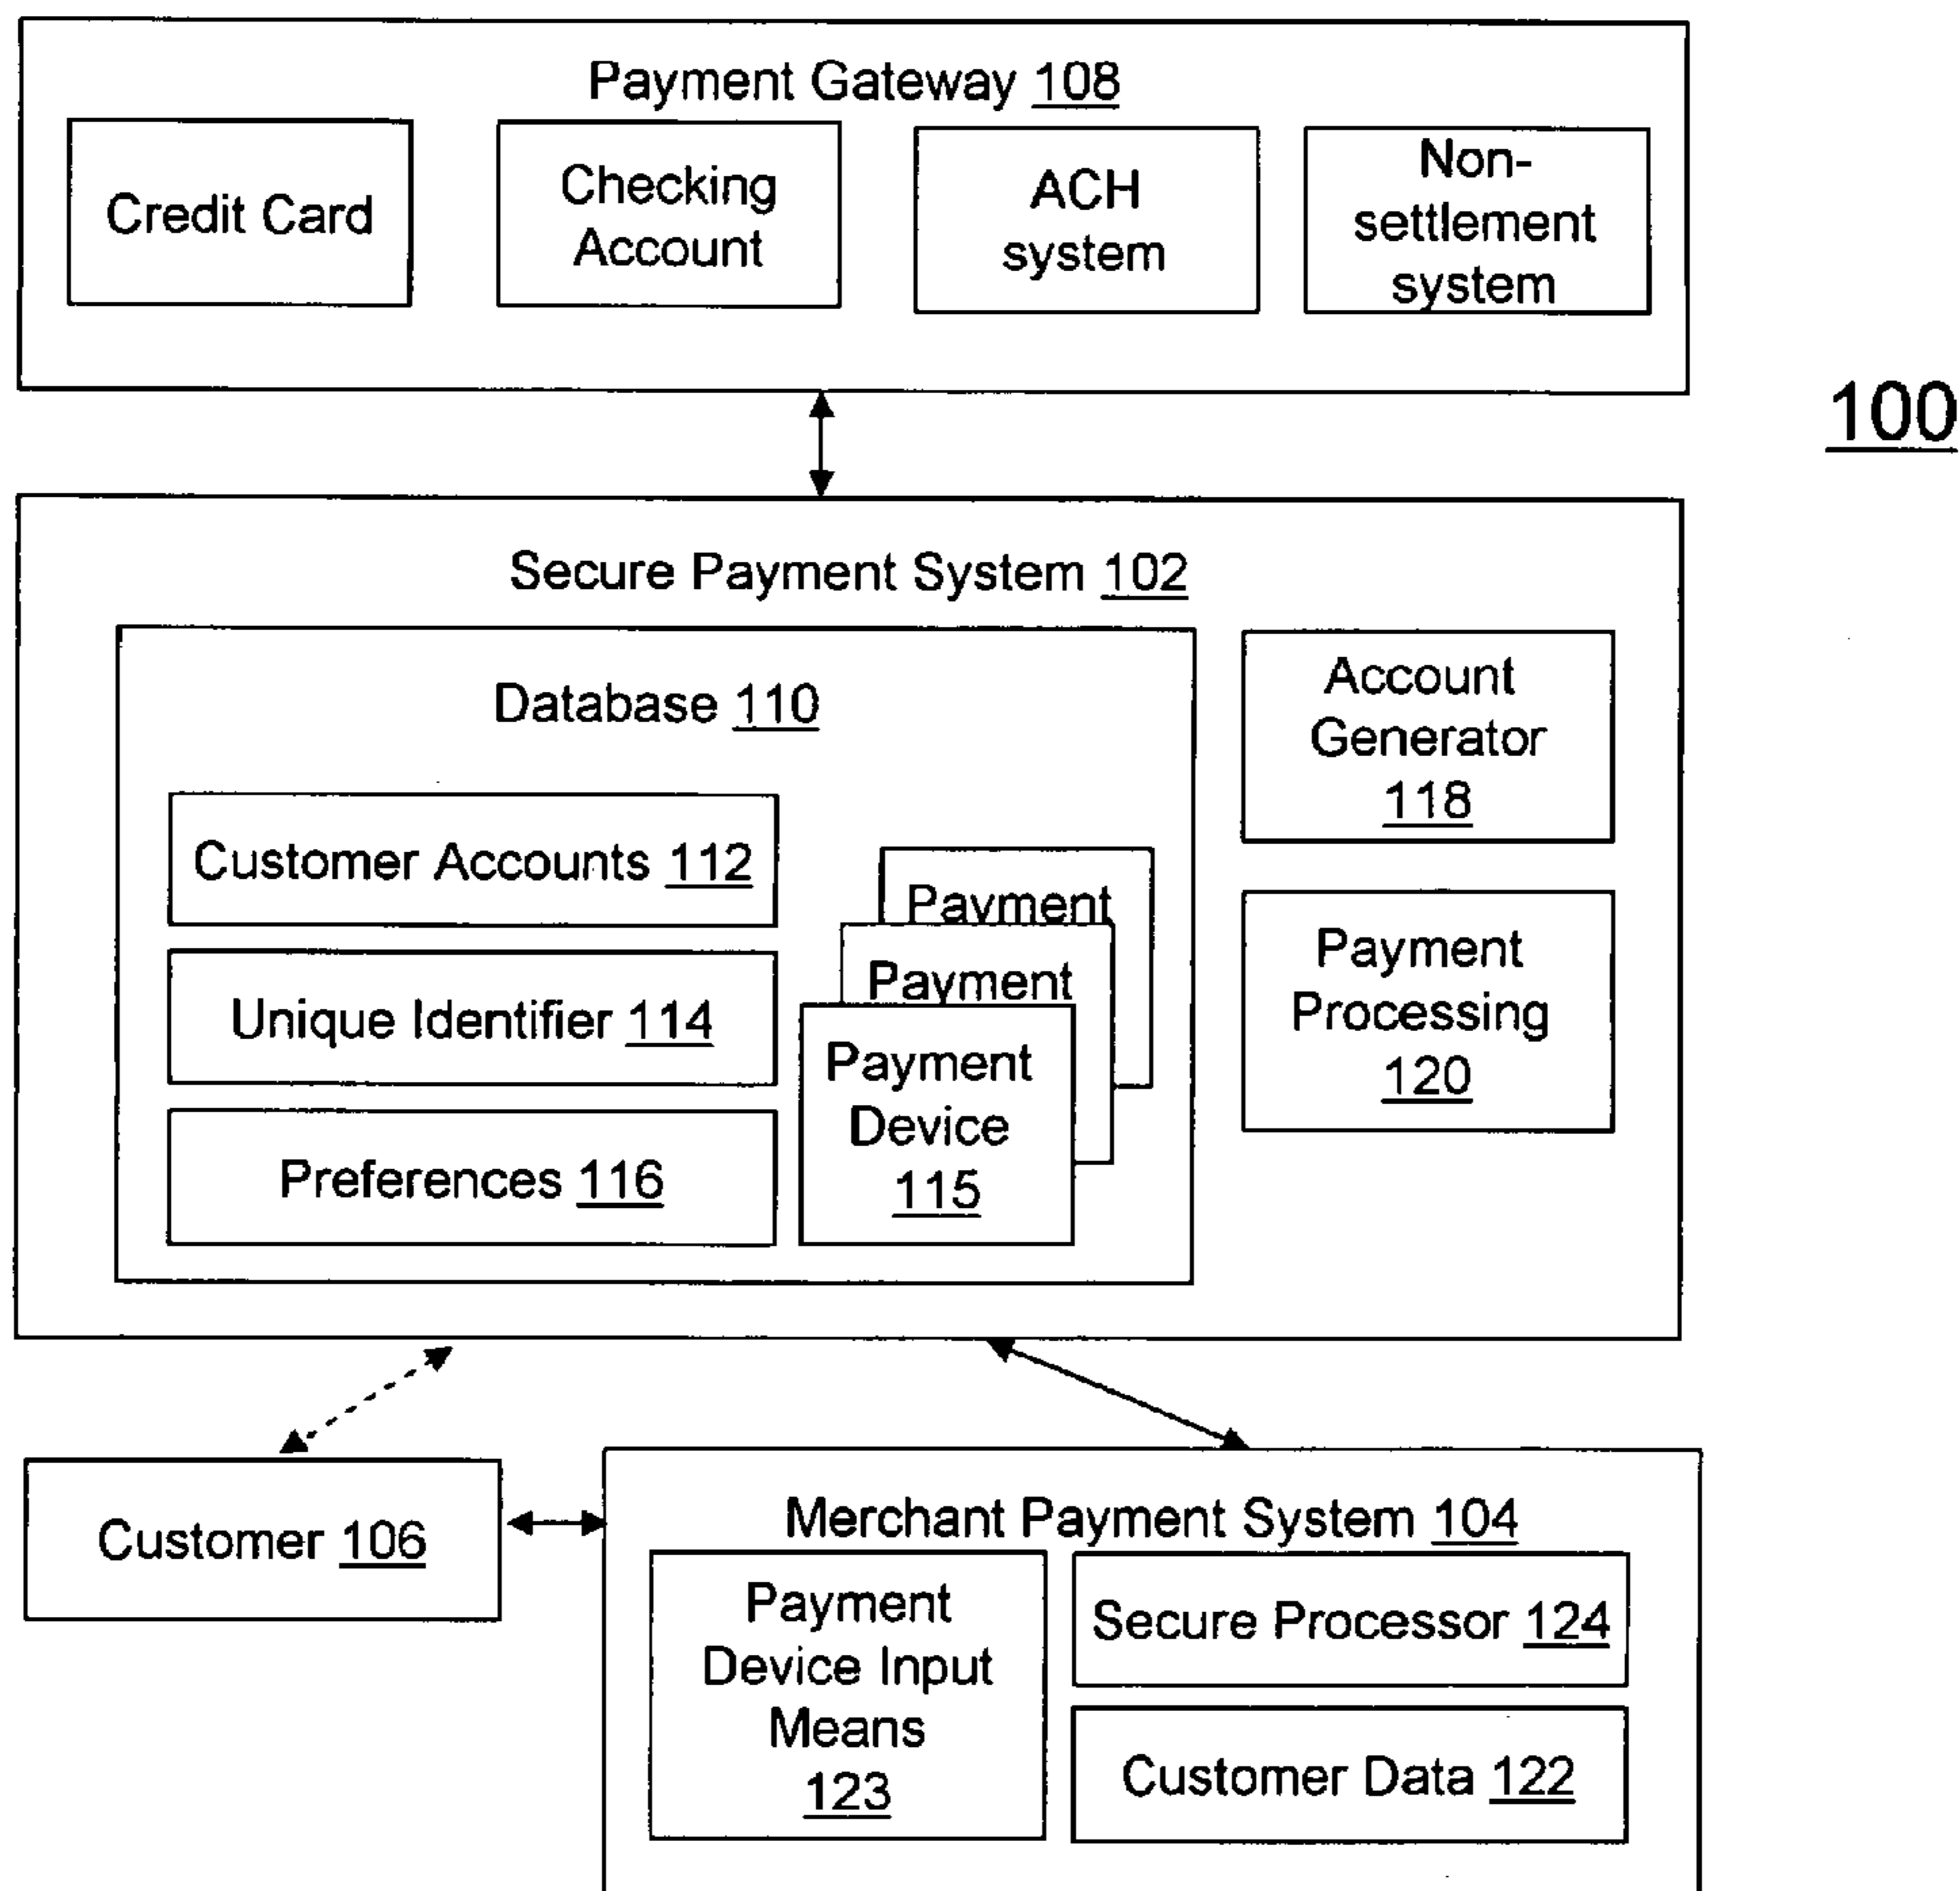 Payment Gateway 108
Credit Card
Checking
Account
ACH
system
Non-
settlement
system
100
Secure Payment System 102
Database 110
Customer Accounts 112
Unique Identifier 114
Preferences 116
Payment
Payment
Payment
Device
115
Account
Generator
118
Payment
Processing
120
Customer 106
Merchant Payment System 104
Payment
Device Input
Means
123
Secure Processor 124
Customer Data 122